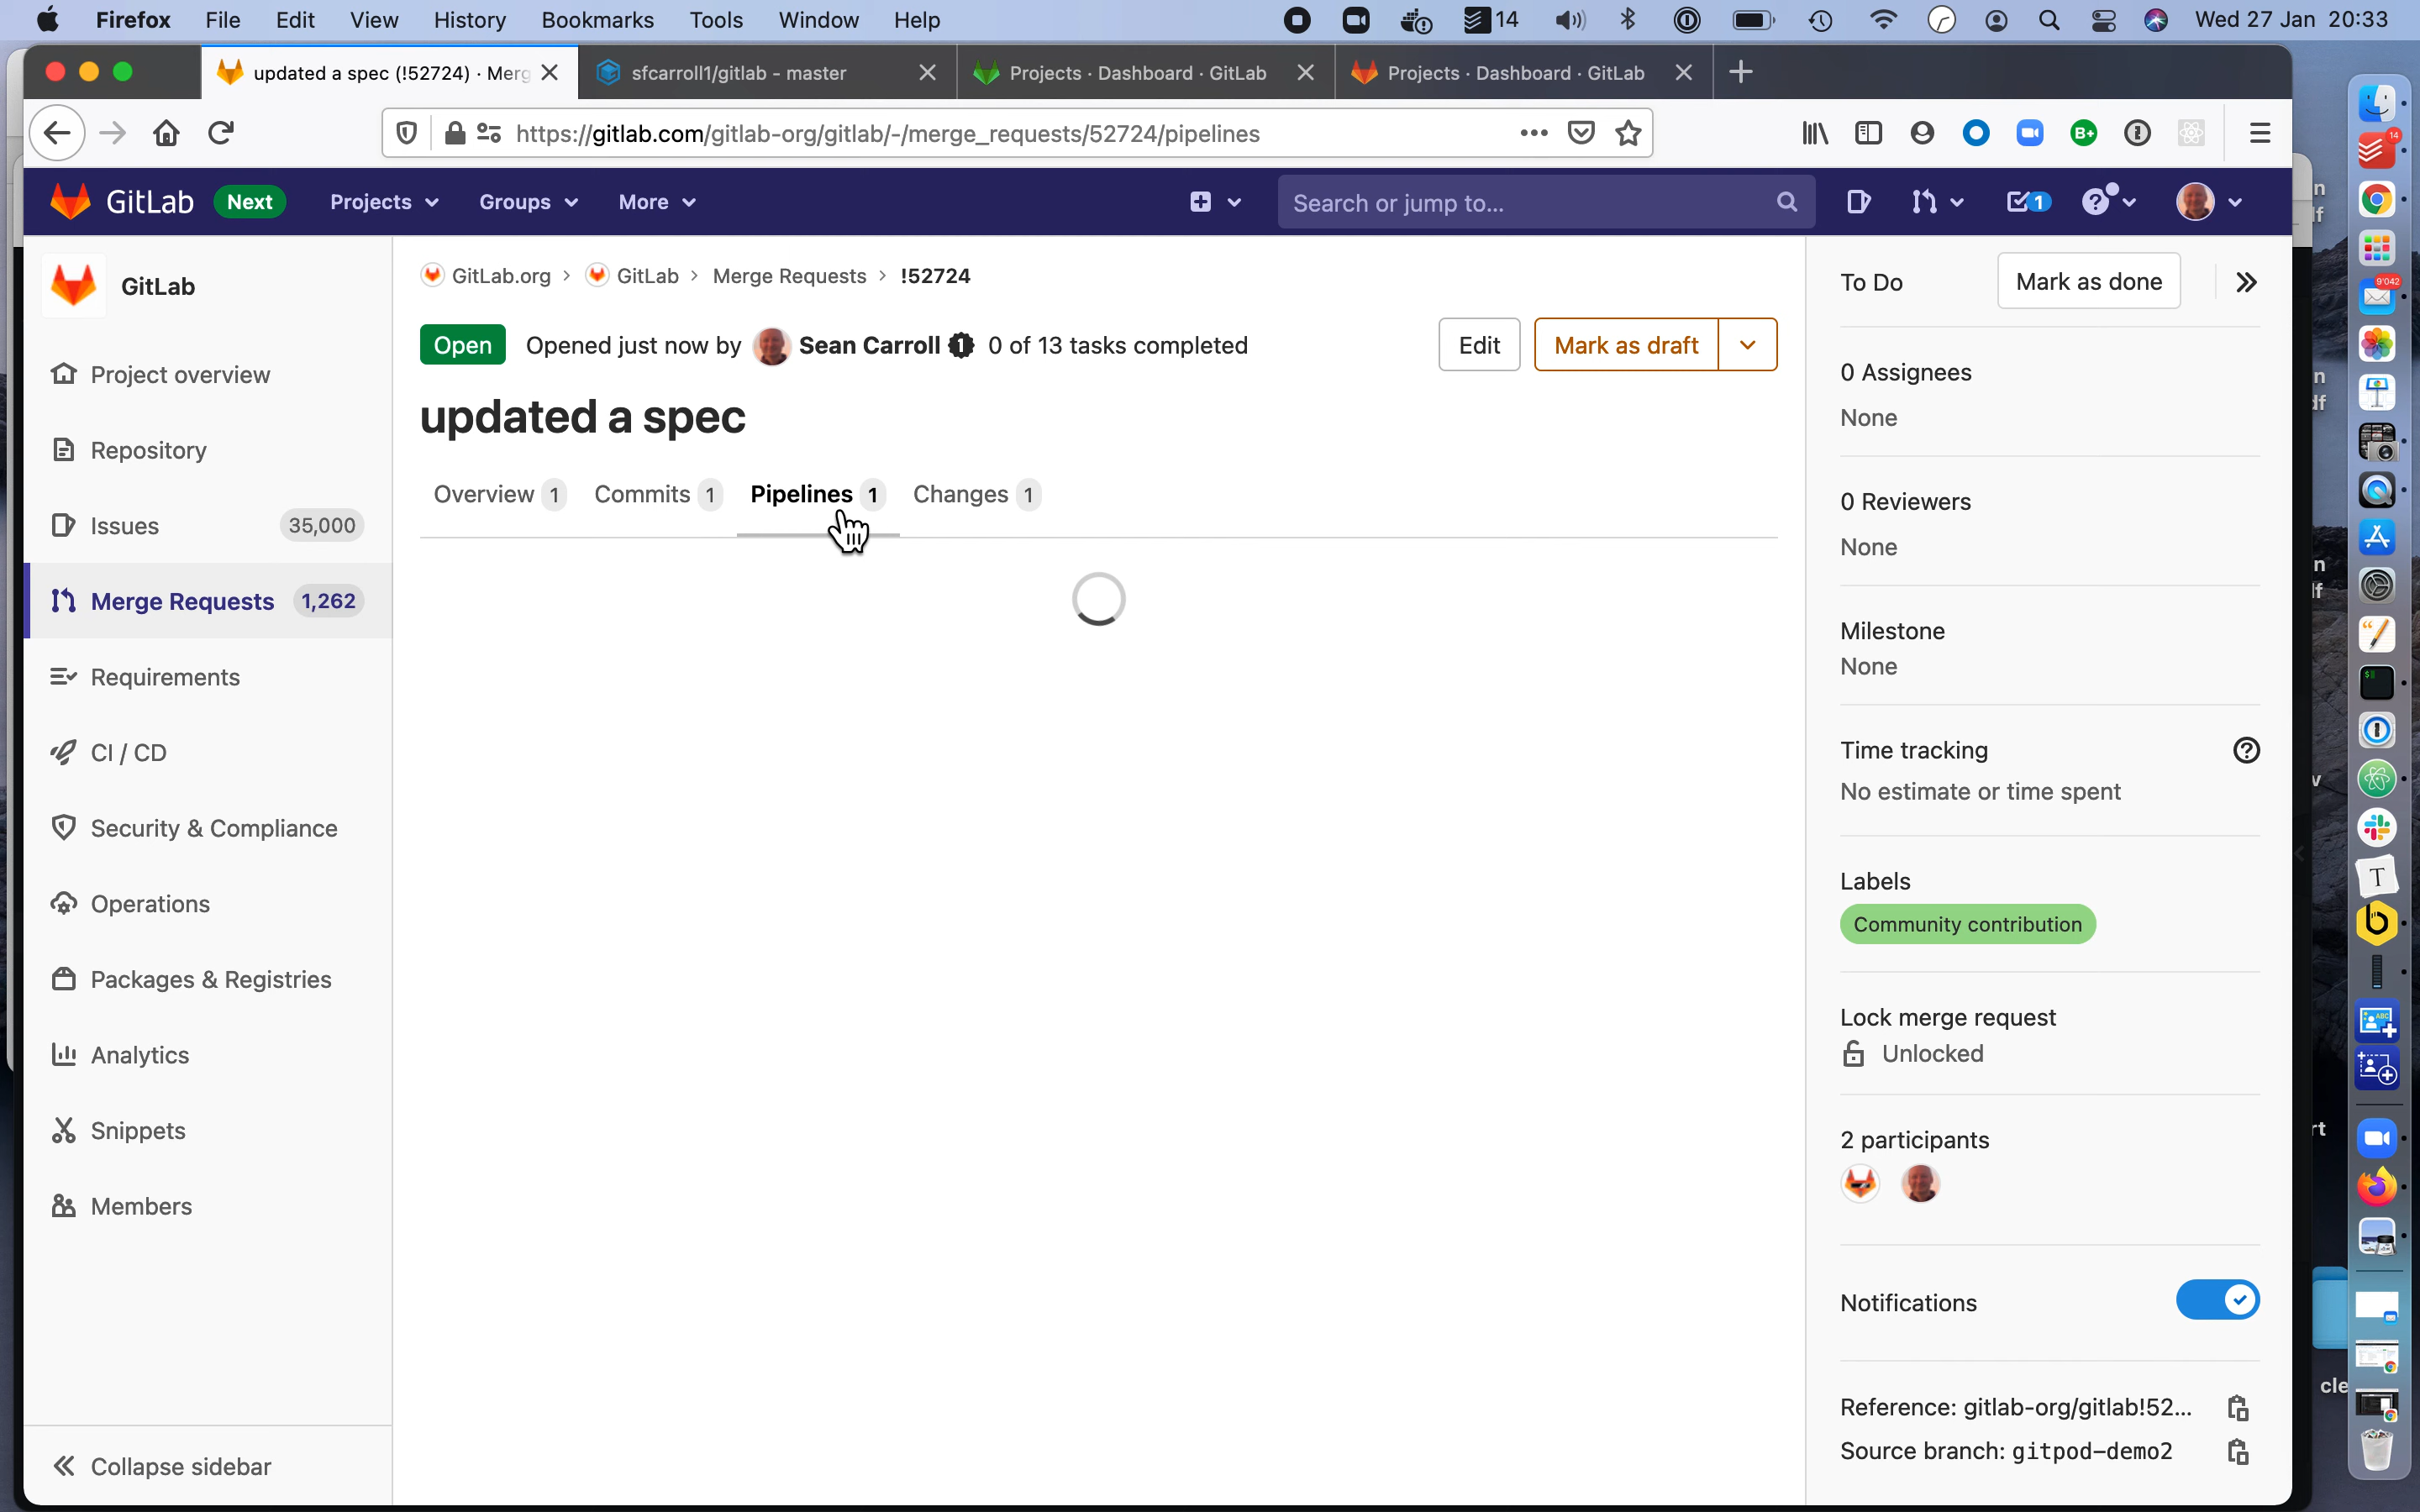 Firefox File Edit View History Bookmarks Tools Window Help 14 Wed 27 Jan 20:33
updated a spec (!52724) · Merg sfcarroll1/gitlab - master Projects · Dashboard · GitLab Projects · Dashboard · GitLab
https://gitlab.com/gitlab-org/gitlab/-/merge_requests/52724/pipelines
B+
14
GitLab Next Projects Groups More Search or jump to... 1
GitLab
GitLab.org › GitLab › Merge Requests › !52724
To Do Mark as done
9'042
Open Opened just now by Sean Carroll 1 0 of 13 tasks completed Edit Mark as draft
updated a spec
Overview 1 Commits 1 Pipelines 1 Changes 1
Project overview
Repository
Issues 35,000
Merge Requests 1,262
Requirements
CI / CD
Security & Compliance
Operations
Packages & Registries
Analytics
Snippets
Members
Collapse sidebar
0 Assignees
None
0 Reviewers
None
Milestone
None
Time tracking
No estimate or time spent
Labels
Community contribution
Lock merge request
Unlocked
2 participants
Notifications
Reference: gitlab-org/gitlab!52...
Source branch: gitpod-demo2
T
ABC
cle